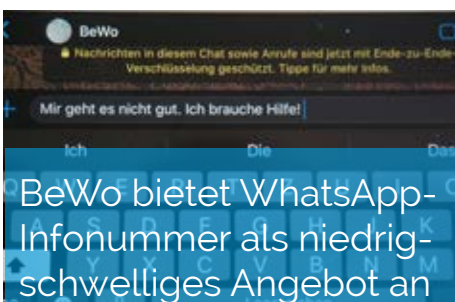 BeWo
Nachrichten in diesem Chat sowie Anrufe sind jetzt mit Ende-zu-Ende-
Verschlüsselung geschützt. Tippe für mehr Infos.
Mir geht es nicht gut. Ich brauche Hilfe!
Ich Die Das
BeWo bietet WhatsApp-
Infonummer als niedrig-
schwelliges Angebot an